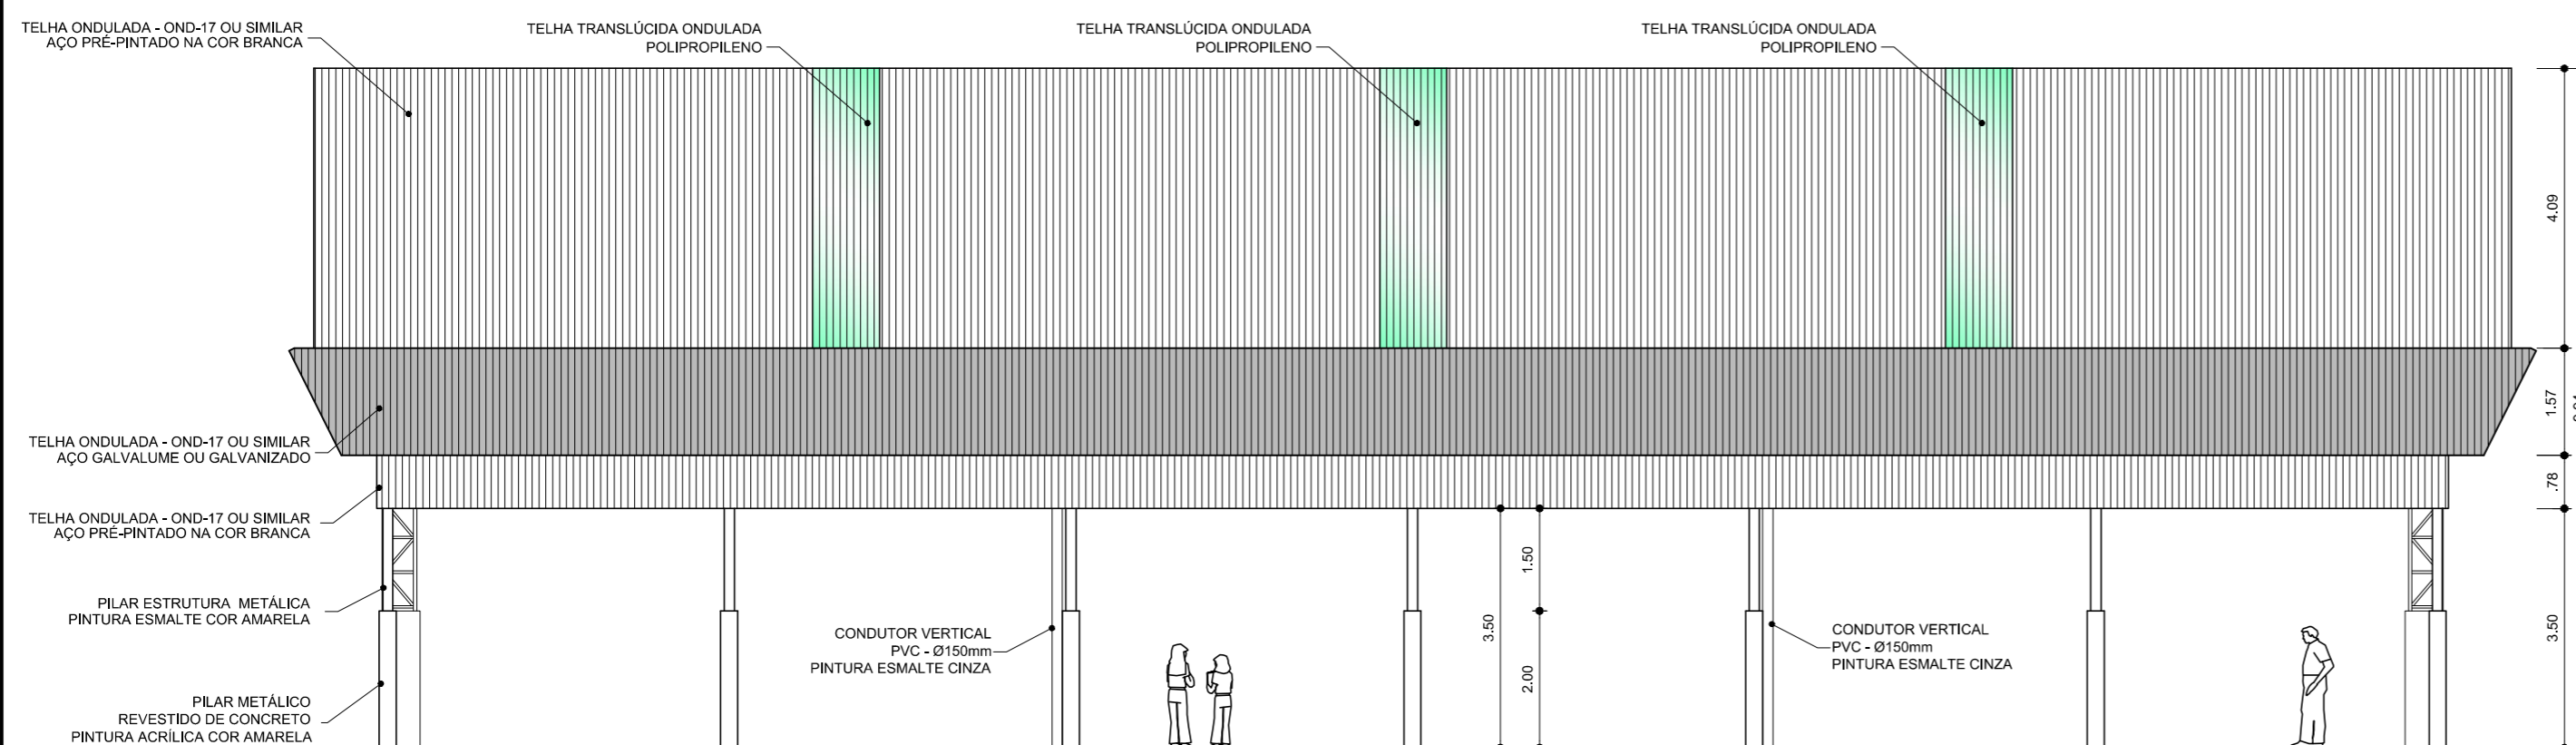 TELHA ONDULADA - OND-17 OU SIMILAR
AÇO PRÉ-PINTADO NA COR BRANCA
TELHA TRANSLÚCIDA ONDULADA
POLIPROPILENO
TELHA TRANSLÚCIDA ONDULADA
POLIPROPILENO
TELHA TRANSLÚCIDA ONDULADA
POLIPROPILENO
4.09
1.57
TELHA ONDULADA - OND-17 OU SIMILAR
AÇO GALVALUME OU GALVANIZADO
.78
TELHA ONDULADA - OND-17 OU SIMILAR
AÇO PRÉ-PINTADO NA COR BRANCA
1.50
PILAR ESTRUTURA METÁLICA
PINTURA ESMALTE COR AMARELA
3.50
3.50
CONDUTOR VERTICAL
PVC - Ø150mm
PINTURA ESMALTE CINZA
CONDUTOR VERTICAL
PVC - Ø150mm
PINTURA ESMALTE CINZA
2.00
PILAR METÁLICO
REVESTIDO DE CONCRETO
PINTURA ACRÍLICA COR AMARELA